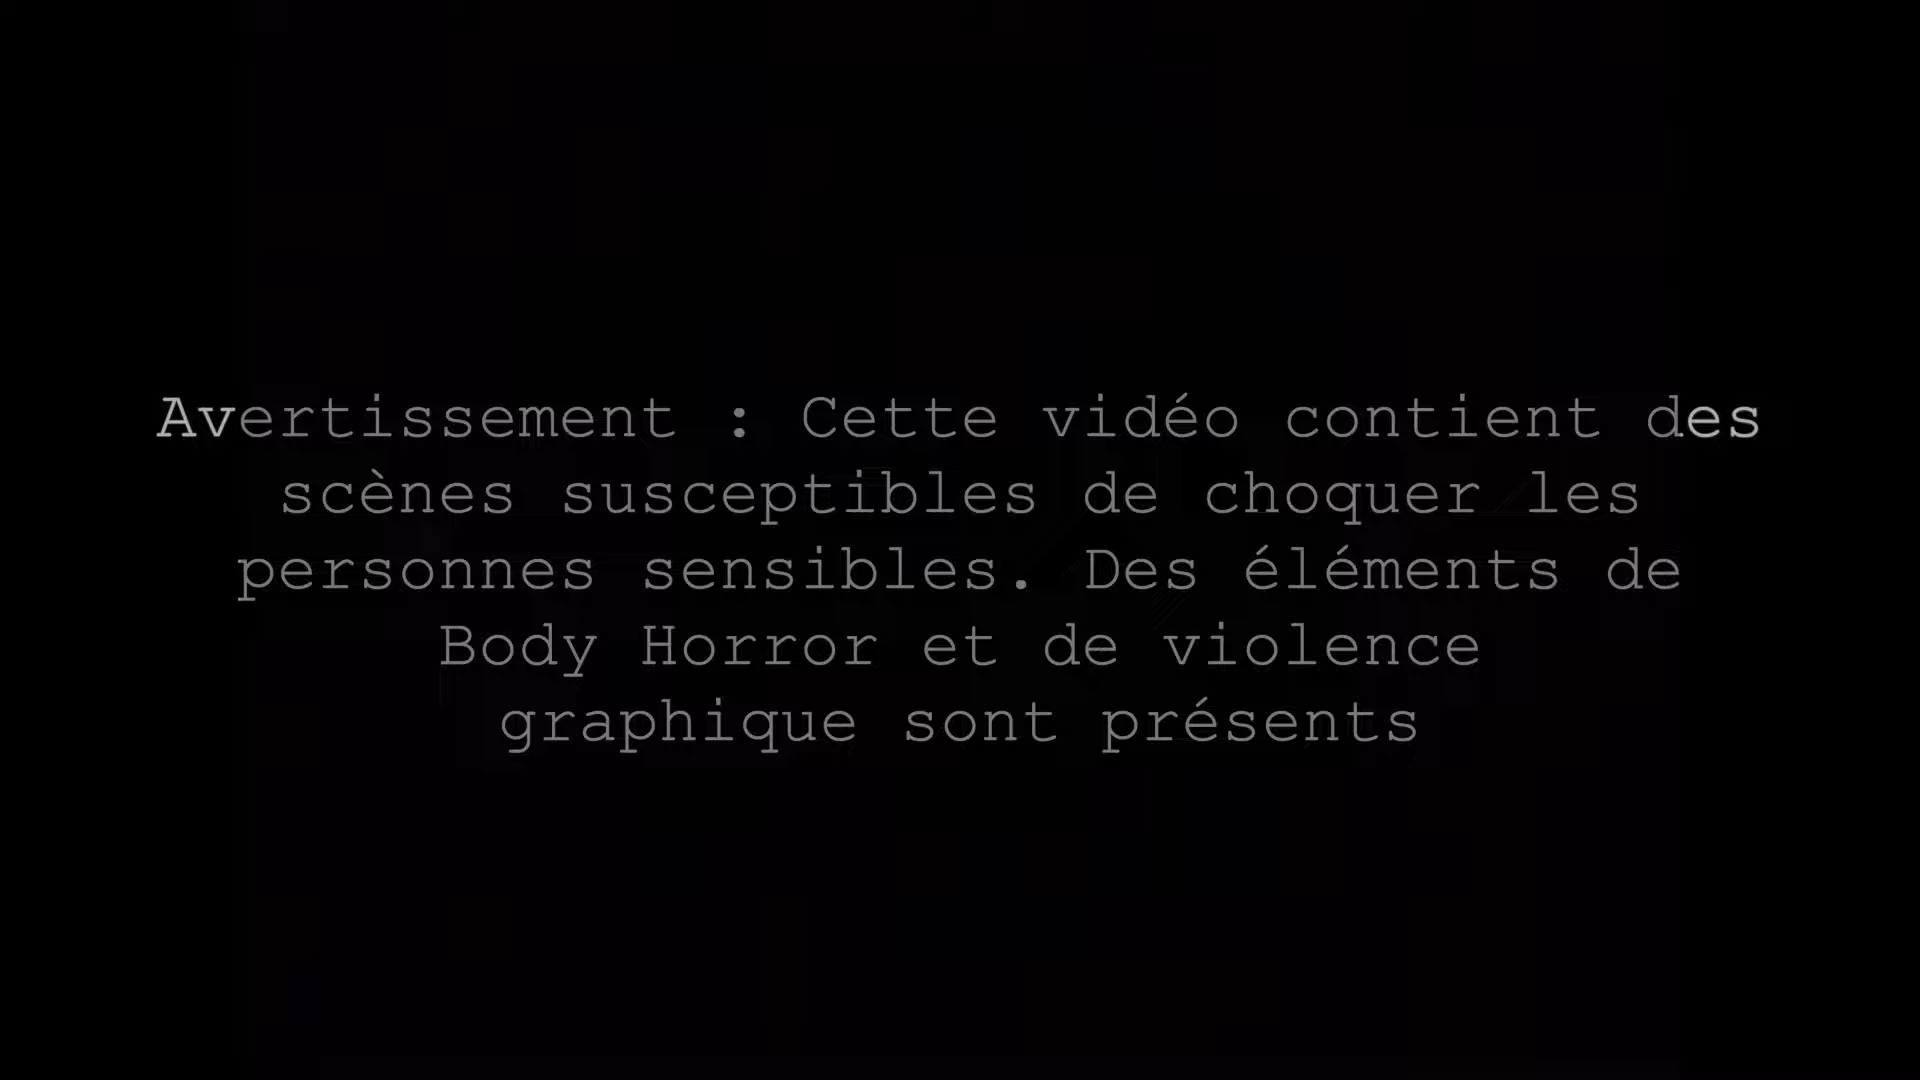 Avertissement : Cette vidéo contient des
scènes susceptibles de choquer les
personnes sensibles. Des éléments de
Body Horror et de violence
graphique sont présents